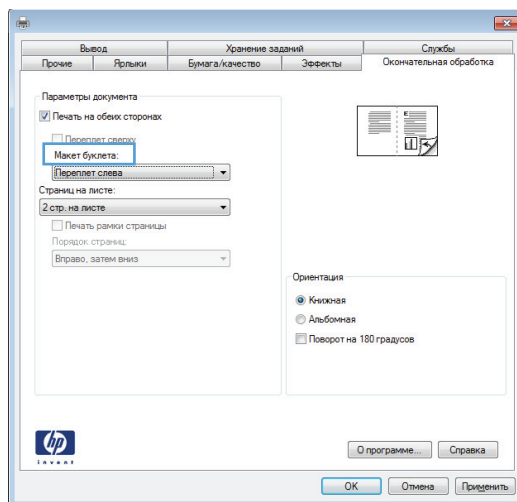 Вывод
Хранение заданий
Службы
Прочие
Ярлыки
Бумага/качество
Эффекты
Окончательная обработка
Параметры документа
Печать на обеих сторонах
Переплет сверху
Макет буклета:
Переплет слева
Страниц на листе:
2 стр. на листе
Печать рамки страницы
Порядок страниц:
Вправо, затем вниз
Ориентация
Книжная
Альбомная
Поворот на 180 градусов
hp
invent
О программе...
Справка
OK
Отмена
Применить